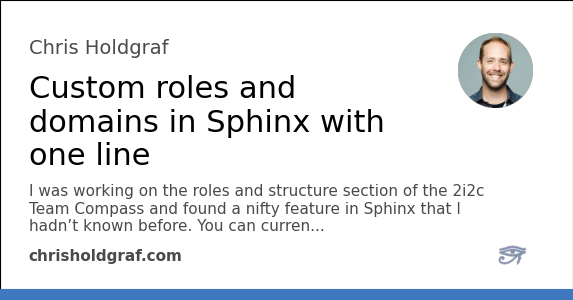 Chris Holdgraf
Custom roles and
domains in Sphinx with
one line
I was working on the roles and structure section of the 2i2c
Team Compass and found a nifty feature in Sphinx that I
hadn’t known before. You can curren...
chrisholdgraf.com